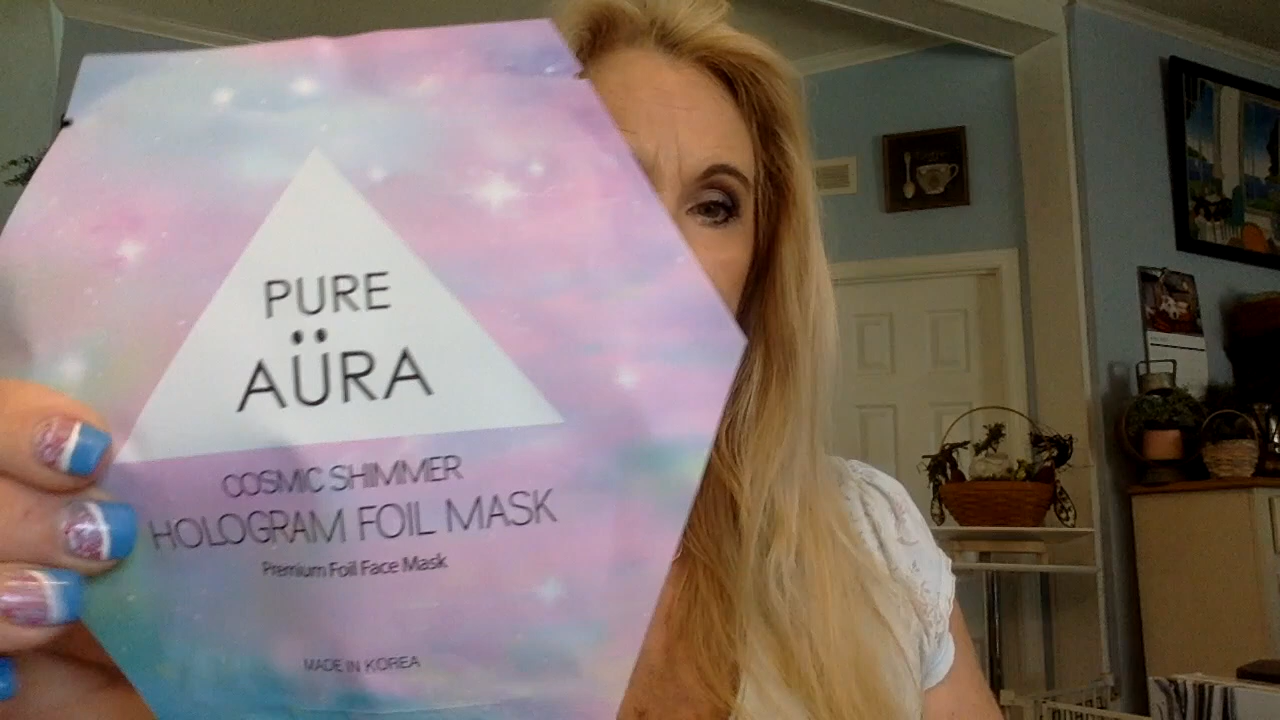 PURE
AÜRA
COSMIC SHIMMER
HOLOGRAM FOIL MASK
Premium Foil Face Mask
MADE IN KOREA